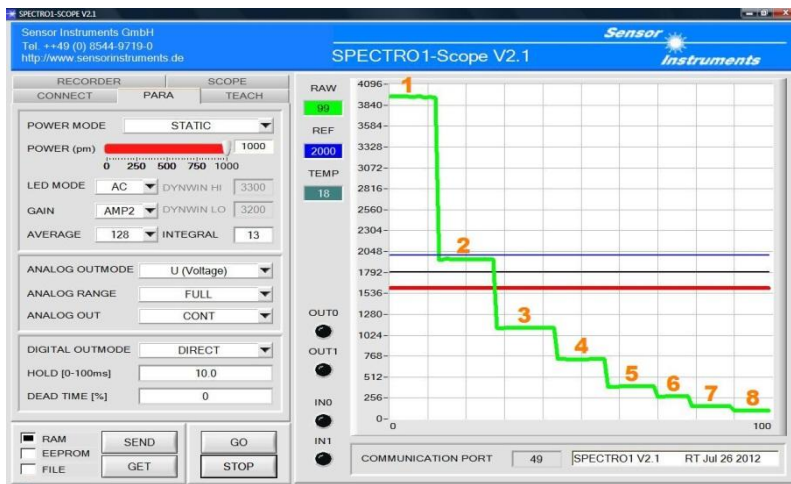 SPECTRO1-SCOPE V2.1
Sensor Instruments GmbH
Tel. ++49 (0) 8544-9719-0
http://www.sensorinstruments.de
SPECTRO1-Scope V2.1
Sensor
Instruments
RECORDER SCOPE
CONNECT PARA TEACH
POWER MODE STATIC
POWER (pm) 1000
0 250 500 750 1000
LED MODE AC DYNWIN HI 3300
GAIN AMP2 DYNWIN LO 3200
AVERAGE 128 INTEGRAL 13
ANALOG OUTMODE U (Voltage)
ANALOG RANGE FULL
ANALOG OUT CONT
DIGITAL OUTMODE DIRECT
HOLD [0-100ms] 10.0
DEAD TIME [%] 0
RAM
EEPROM
FILE
SEND GO
GET STOP
RAW
99
REF
2000
TEMP
18
OUT0
OUT1
IN0
IN1
4096
3840
3584
3328
3072
2816
2560
2304
2048
1792
1536
1280
1024
768
512
256
0
0 100
1
2
3
4
5
6
7
8
COMMUNICATION PORT 49 SPECTRO1 V2.1 RT Jul 26 2012